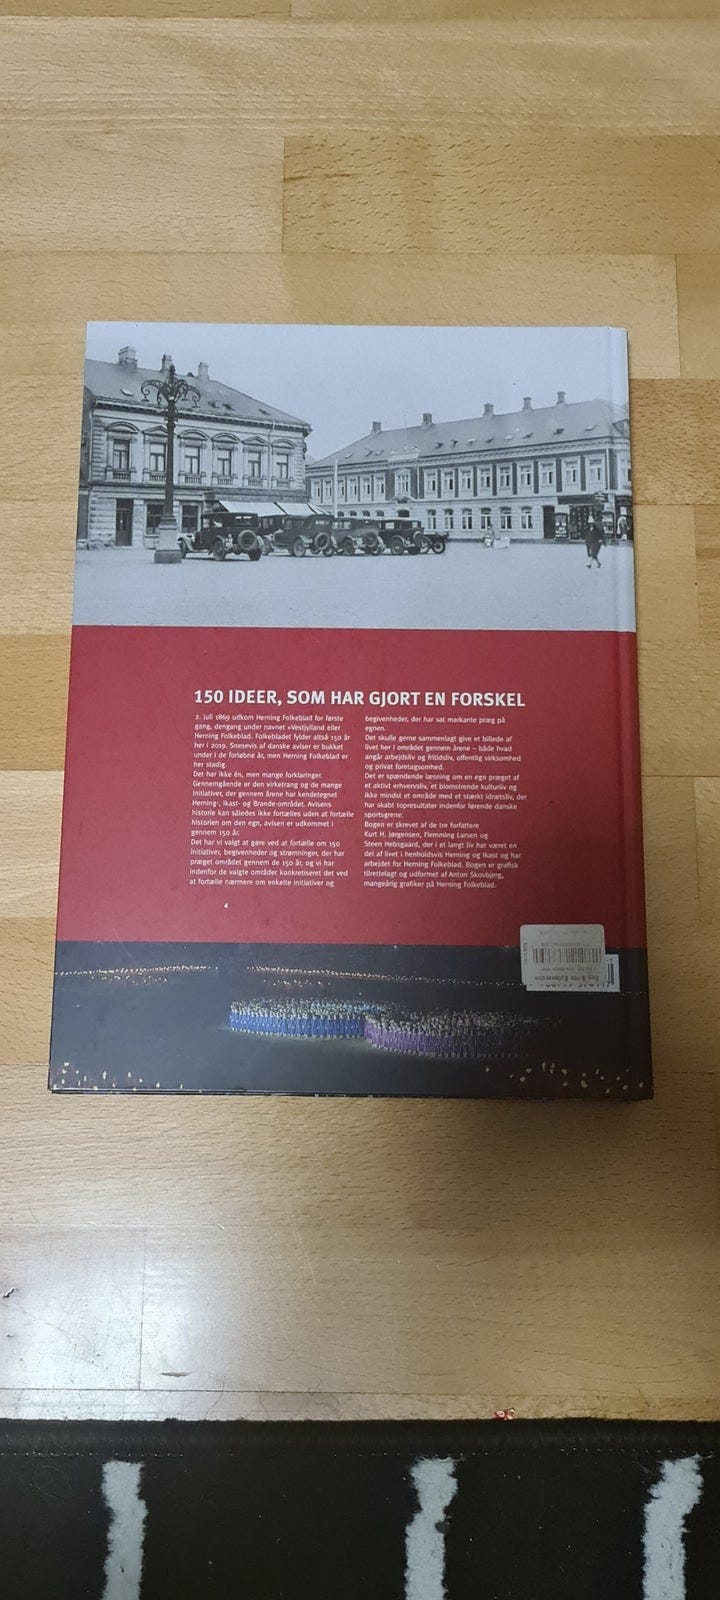 150 IDEER, SOM HAR GJORT EN FORSKEL
2. juli 1869 udkom Herning Folkeblad for første
gang, dengang under navnet »Vestjylland eller
Herning Folkeblad. Folkebladet fylder altså 150 år
her i 2019. Snesevis af danske aviser er bukket
under i de forløbne år, men Herning Folkeblad er
her stadig.
Det har ikke én, men mange forklaringer.
Gennemgående er den virketrang og de mange
initiativer, der gennem årene har kendetegnet
Herning-, Ikast- og Brande-området. Avisens
historie kan således ikke fortælles uden at fortælle
historien om den egn, avisen er udkommet i
gennem 150 år.
Det har vi valgt at gøre ved at fortælle om 150
initiativer, begivenheder og strømninger, der har
præget området gennem de 150 år, og vi har
indenfor de valgte områder konkretiseret det ved
at fortælle nærmere om enkelte initiativer og
begivenheder, der har sat markante præg på
egnen.
Det skulle gerne sammenlagt give et billede af
livet her i området gennem årene – både hvad
angår arbejdsliv og fritidsliv, offentlig virksomhed
og privat foretagsomhed.
Det er spændende læsning om en egn præget af
et aktivt erhvervsliv, et blomstrende kulturliv og
ikke mindst et område med et stærkt idrætsliv, der
har skabt topresultater indenfor førende danske
sportsgrene.
Bogen er skrevet af de tre forfattere
Kurt H. Jørgensen, Flemming Larsen og
Steen Hebsgaard, der i et langt liv har været en
del af livet i henholdsvis Herning og Ikast og har
arbejdet for Herning Folkeblad. Bogen er grafisk
tilrettelagt og udformet af Anton Skovbjerg,
mangeårig grafiker på Herning Folkeblad.
4